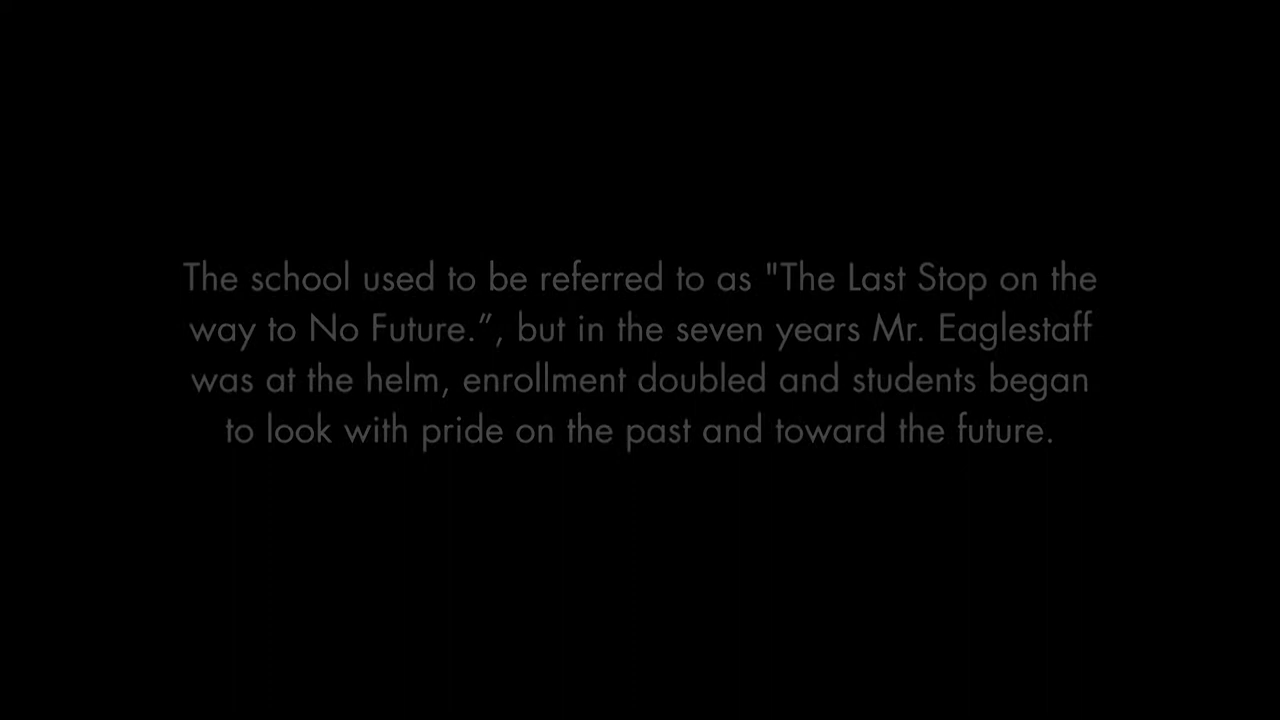 The school used to be referred to as "The Last Stop on the
way to No Future.”, but in the seven years Mr. Eaglestaff
was at the helm, enrollment doubled and students began
to look with pride on the past and toward the future.